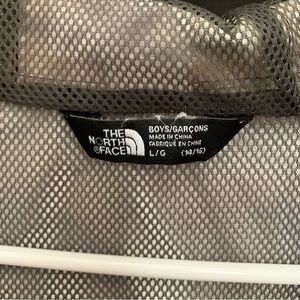 THE
NORTH
FACE
BOYS/GARÇONS
MADE IN CHINA
FABRIQUÉ EN CHINE
L/G (14/16)